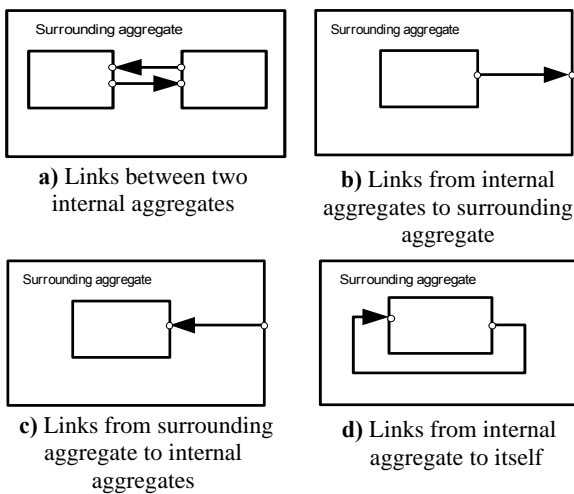 Surrounding aggregate
a) Links between two
internal aggregates
Surrounding aggregate
b) Links from internal
aggregates to surrounding
aggregate
Surrounding aggregate
c) Links from surrounding
aggregate to internal
aggregates
Surrounding aggregate
d) Links from internal
aggregate to itself